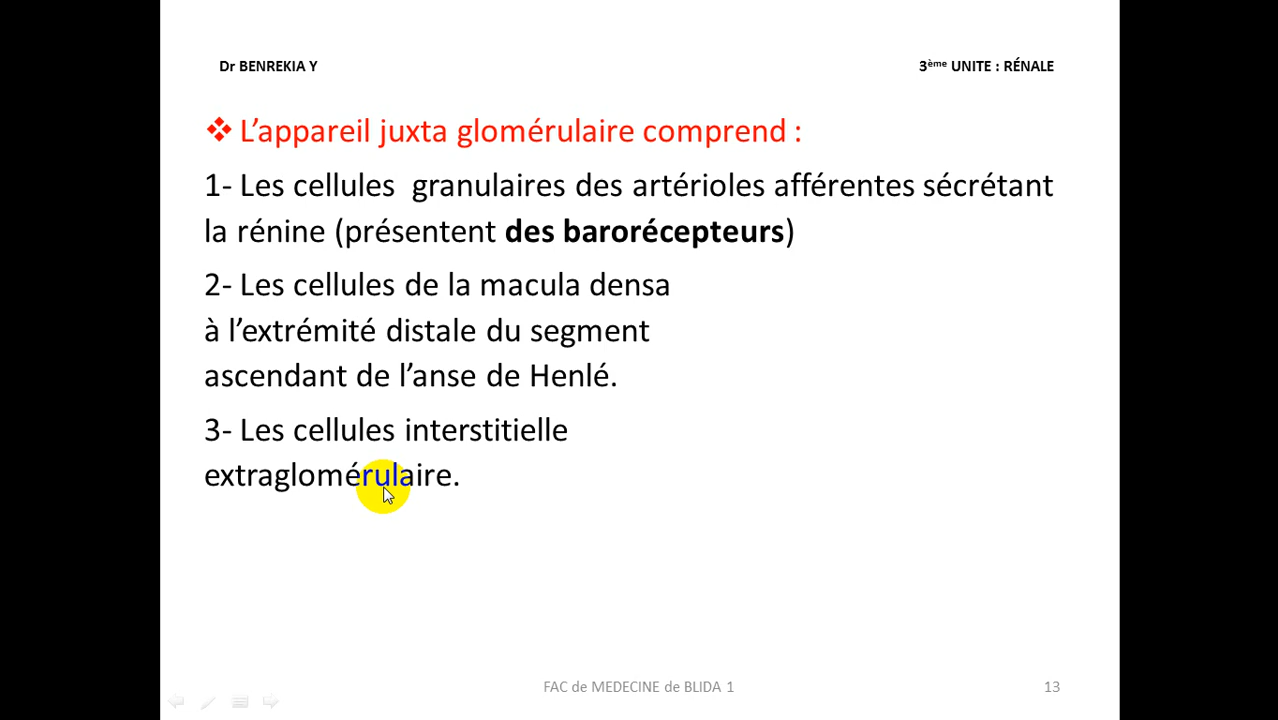 Dr BENREKIA Y
3ème UNITE : RÉNALE
❖ L’appareil juxta glomérulaire comprend :
1- Les cellules granulaires des artérioles afférentes sécrétant
la rénine (présentent des barorécepteurs)
2- Les cellules de la macula densa
à l’extrémité distale du segment
ascendant de l’anse de Henlé.
3- Les cellules interstitielle
extraglomérulaire.
FAC de MEDECINE de BLIDA 1
13